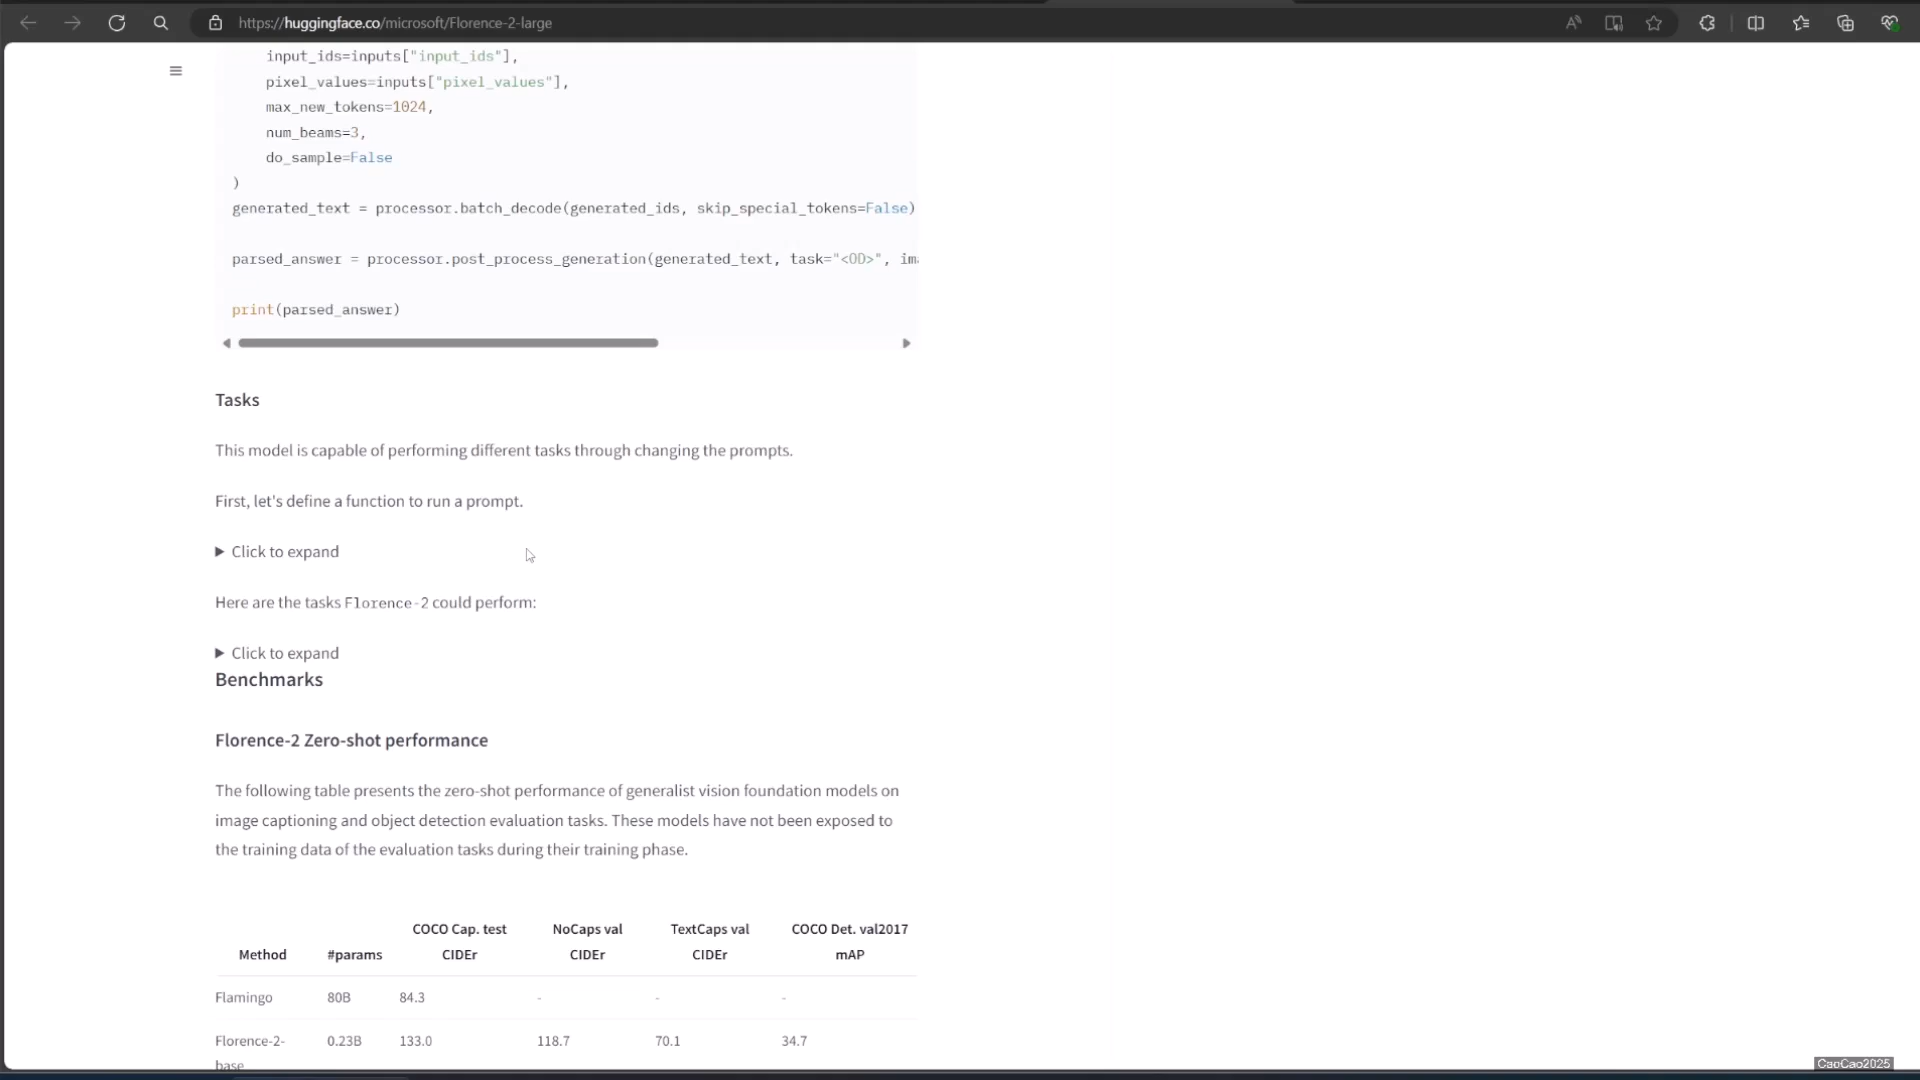 https://huggingface.co/microsoft/Florence-2-large
input_ids=inputs["input_ids"],
pixel_values=inputs["pixel_values"],
max_new_tokens=1024,
num_beams=3,
do_sample=False
)
generated_text = processor.batch_decode(generated_ids, skip_special_tokens=False)
parsed_answer = processor.post_process_generation(generated_text, task="<OD>", ima
print(parsed_answer)
Tasks
This model is capable of performing different tasks through changing the prompts.
First, let's define a function to run a prompt.
Click to expand
Here are the tasks Florence-2 could perform:
Click to expand
Benchmarks
Florence-2 Zero-shot performance
The following table presents the zero-shot performance of generalist vision foundation models on
image captioning and object detection evaluation tasks. These models have not been exposed to
the training data of the evaluation tasks during their training phase.
COCO Cap. test NoCaps val TextCaps val COCO Det. val2017
Method #params CIDEr CIDEr CIDEr mAP
Flamingo 80B 84.3 - - -
Florence-2- 0.23B 133.0 118.7 70.1 34.7
base
CaoCao2025